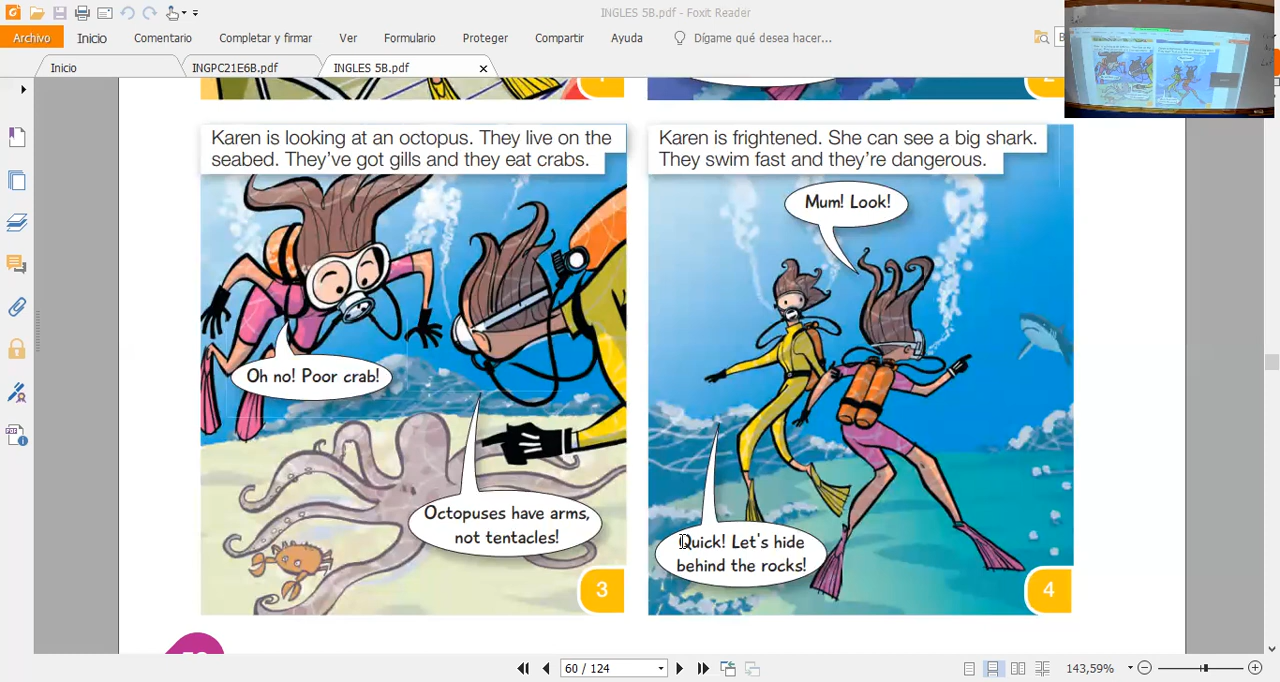 INGLES 5B.pdf - Foxit Reader
Archivo Inicio Comentario Completar y firmar Ver Formulario Proteger Compartir Ayuda Dígame qué desea hacer...
Inicio INGPC21E6B.pdf INGLES 5B.pdf
Karen is looking at an octopus. They live on the
seabed. They've got gills and they eat crabs.
Oh no! Poor crab!
Octopuses have arms,
not tentacles!
3
Karen is frightened. She can see a big shark.
They swim fast and they're dangerous.
Mum! Look!
Quick! Let's hide
behind the rocks!
4
60 / 124
143,59%